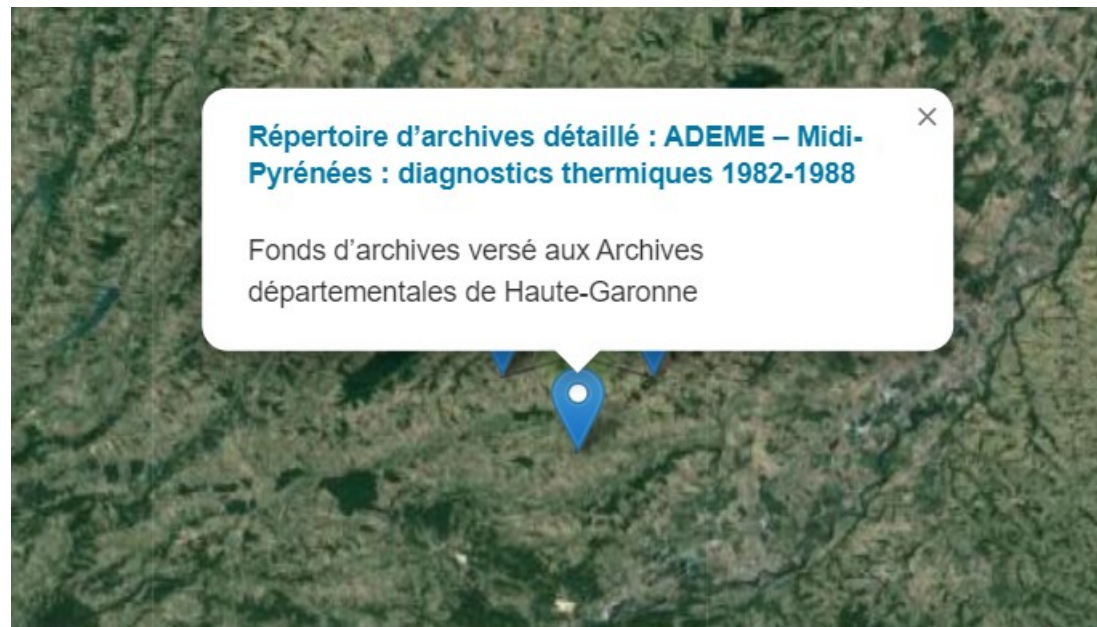 Répertoire d’archives détaillé : ADEME – Midi-
Pyrénées : diagnostics thermiques 1982-1988
Fonds d’archives versé aux Archives
départementales de Haute-Garonne